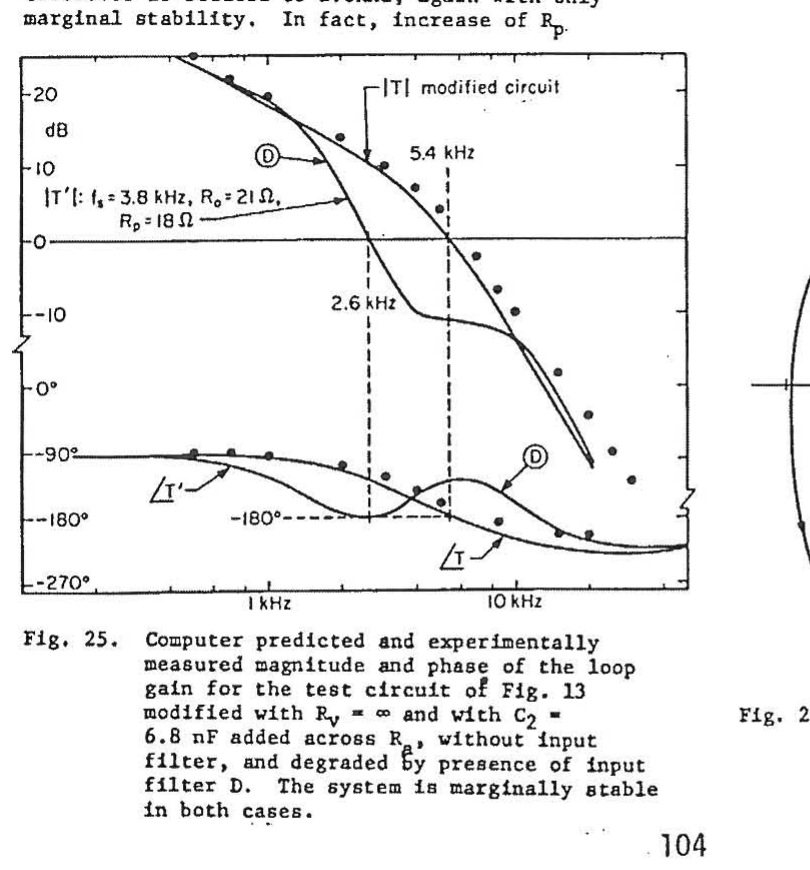 marginal stability. In fact, increase of Rp
20
|T| modified circuit
dB
D
5.4 kHz
10
|T'|: fs = 3.8 kHz, Ro = 21 Ω,
Rp = 18 Ω
0
2.6 kHz
-10
0°
-90°
D
∠T'
-180°
-180°
∠T
-270°
1 kHz
10 kHz
Fig. 25. Computer predicted and experimentally
measured magnitude and phase of the loop
gain for the test circuit of Fig. 13
modified with Rv = ∞ and with C2 =
6.8 nF added across Ra, without input
filter, and degraded by presence of input
filter D. The system is marginally stable
in both cases.
Fig. 2
104